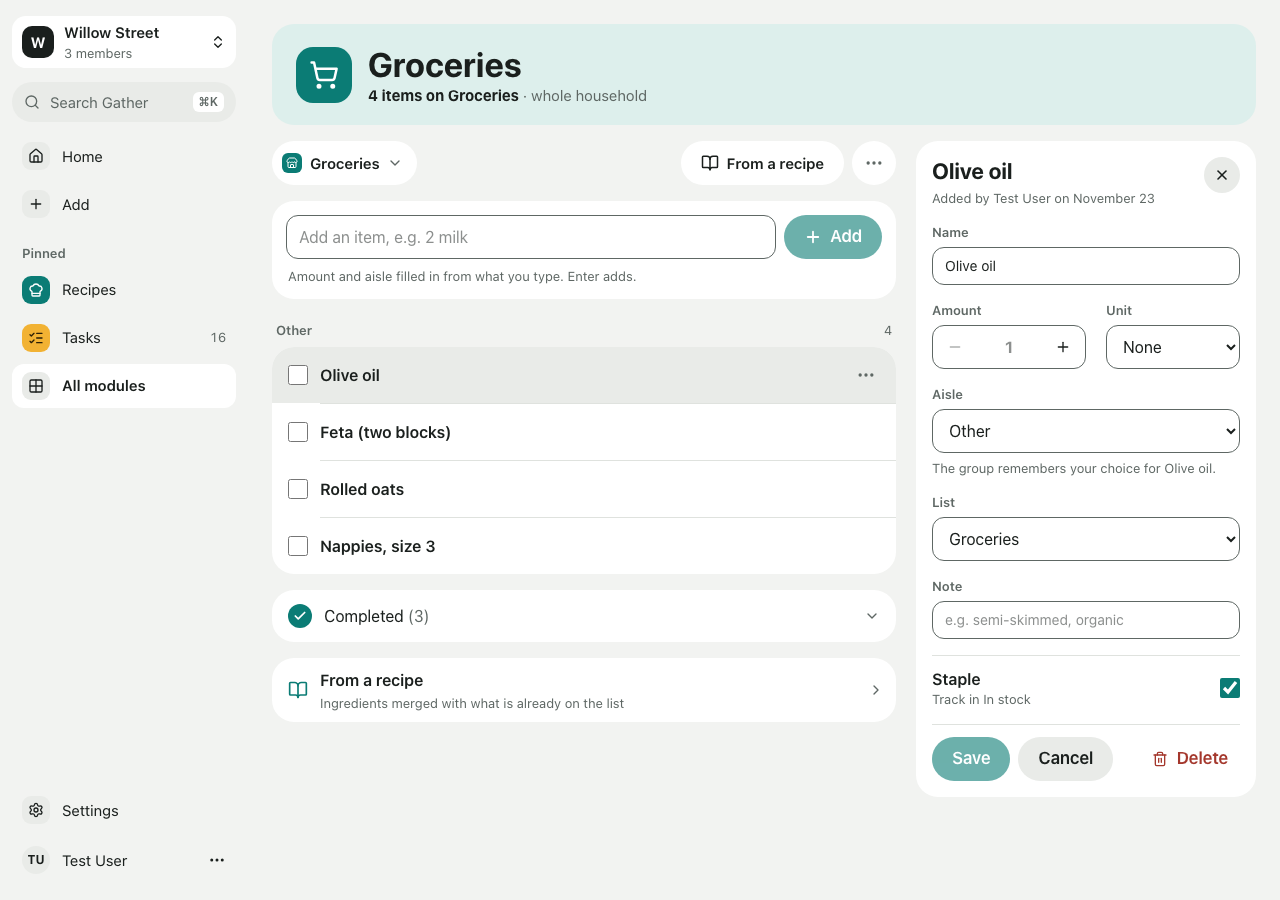 W
Willow Street
3 members
Search Gather
⌘K
Home
Add
Pinned
Recipes
Tasks
16
All modules
Settings
TU
Test User
Groceries
4 items on Groceries · whole household
Groceries
From a recipe
Add an item, e.g. 2 milk
Add
Amount and aisle filled in from what you type. Enter adds.
Other
4
Olive oil
Feta (two blocks)
Rolled oats
Nappies, size 3
Completed (3)
From a recipe
Ingredients merged with what is already on the list
Olive oil
Added by Test User on November 23
Name
Olive oil
Amount
Unit
1
None
Aisle
Other
The group remembers your choice for Olive oil.
List
Groceries
Note
e.g. semi-skimmed, organic
Staple
Track in In stock
Save
Cancel
Delete